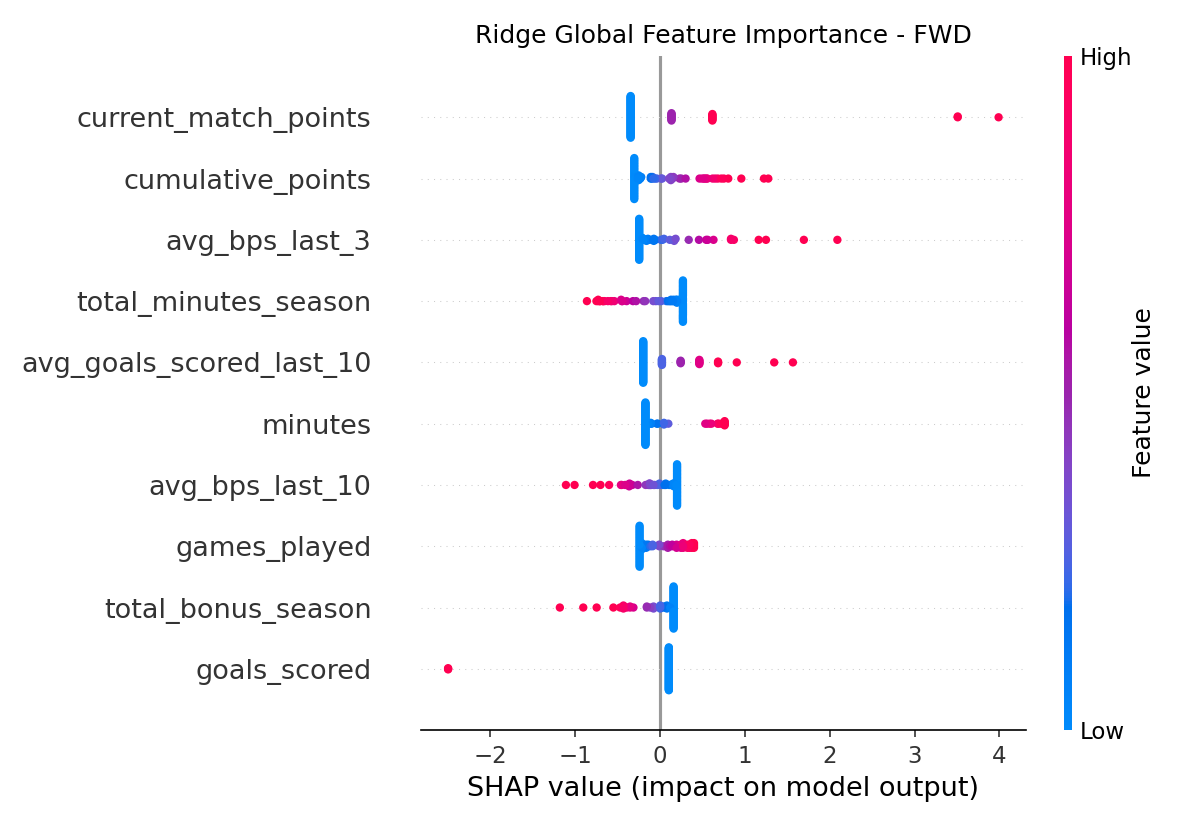 Ridge Global Feature Importance - FWD
High
current_match_points
cumulative_points
avg_bps_last_3
total_minutes_season
avg_goals_scored_last_10
minutes
avg_bps_last_10
games_played
total_bonus_season
goals_scored
Feature value
Low
−2
−1
0
1
2
3
4
SHAP value (impact on model output)